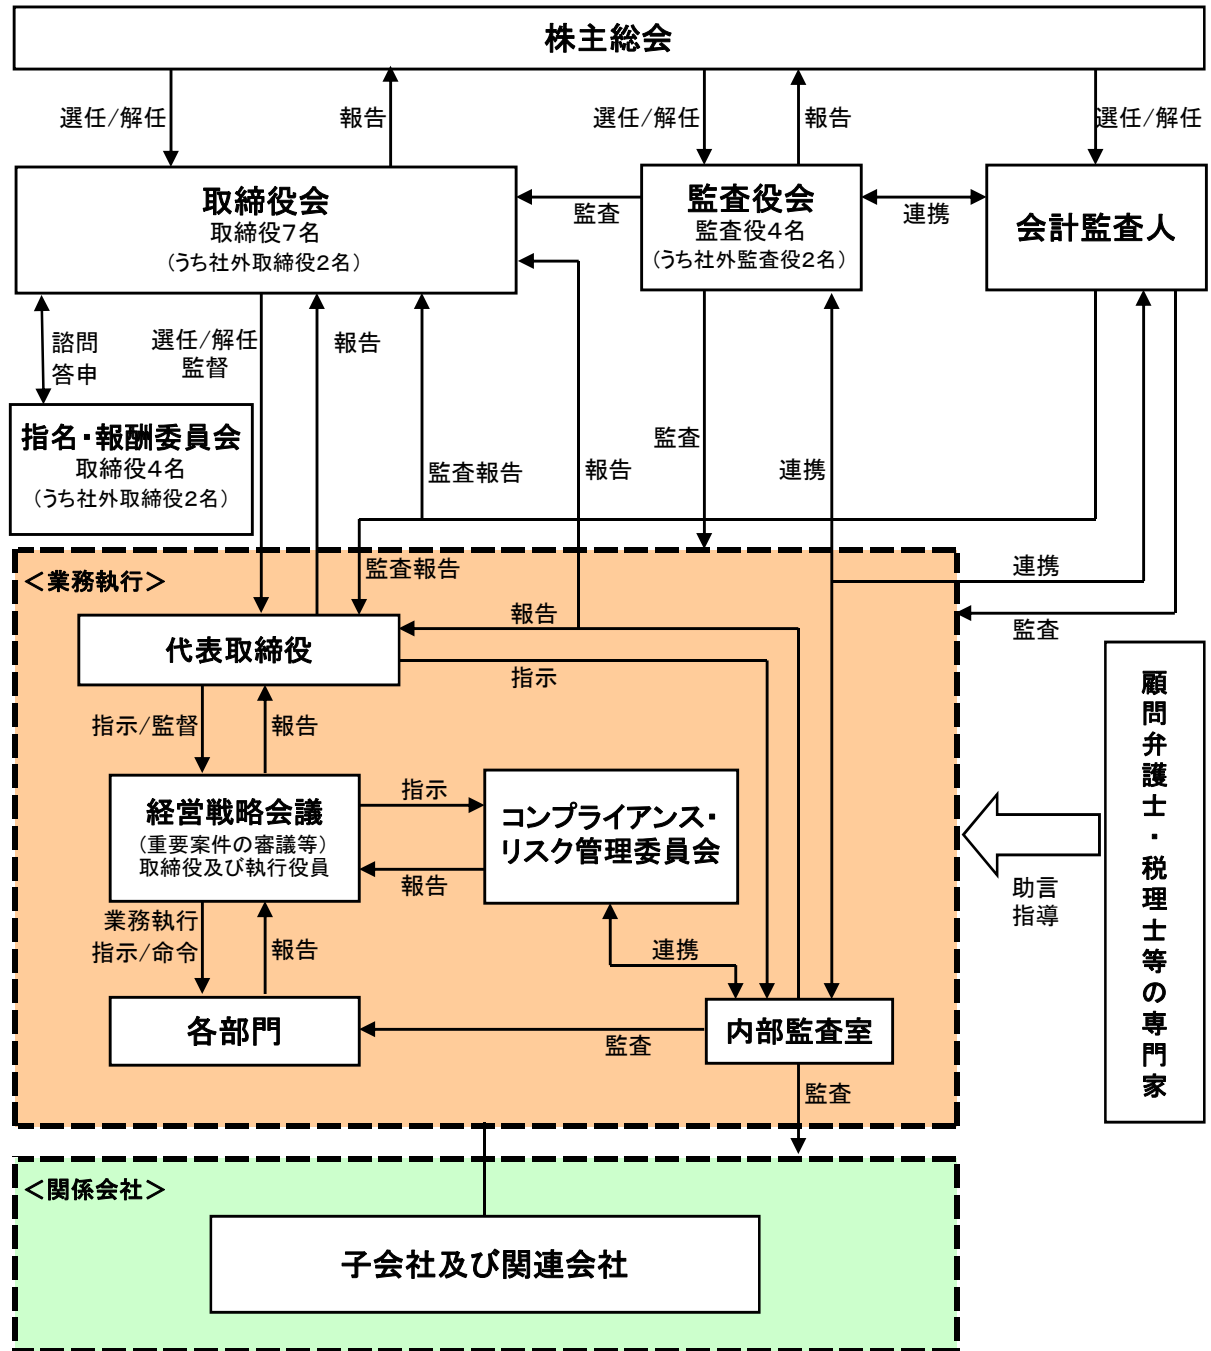 株主総会
選任/解任
報告
選任/解任
報告
選任/解任
取締役会
取締役7名
（うち社外取締役2名）
監査
監査役会
監査役4名
（うち社外監査役2名）
連携
会計監査人
諮問
答申
選任/解任
監督
報告
指名・報酬委員会
取締役4名
（うち社外取締役2名）
監査報告
報告
監査
連携
＜業務執行＞
監査報告
連携
報告
監査
代表取締役
指示
指示/監督
報告
経営戦略会議
（重要案件の審議等）
取締役及び執行役員
指示
報告
コンプライアンス・
リスク管理委員会
助言
指導
顧問弁護士・税理士等の専門家
業務執行
指示/命令
報告
連携
各部門
監査
内部監査室
監査
＜関係会社＞
子会社及び関連会社